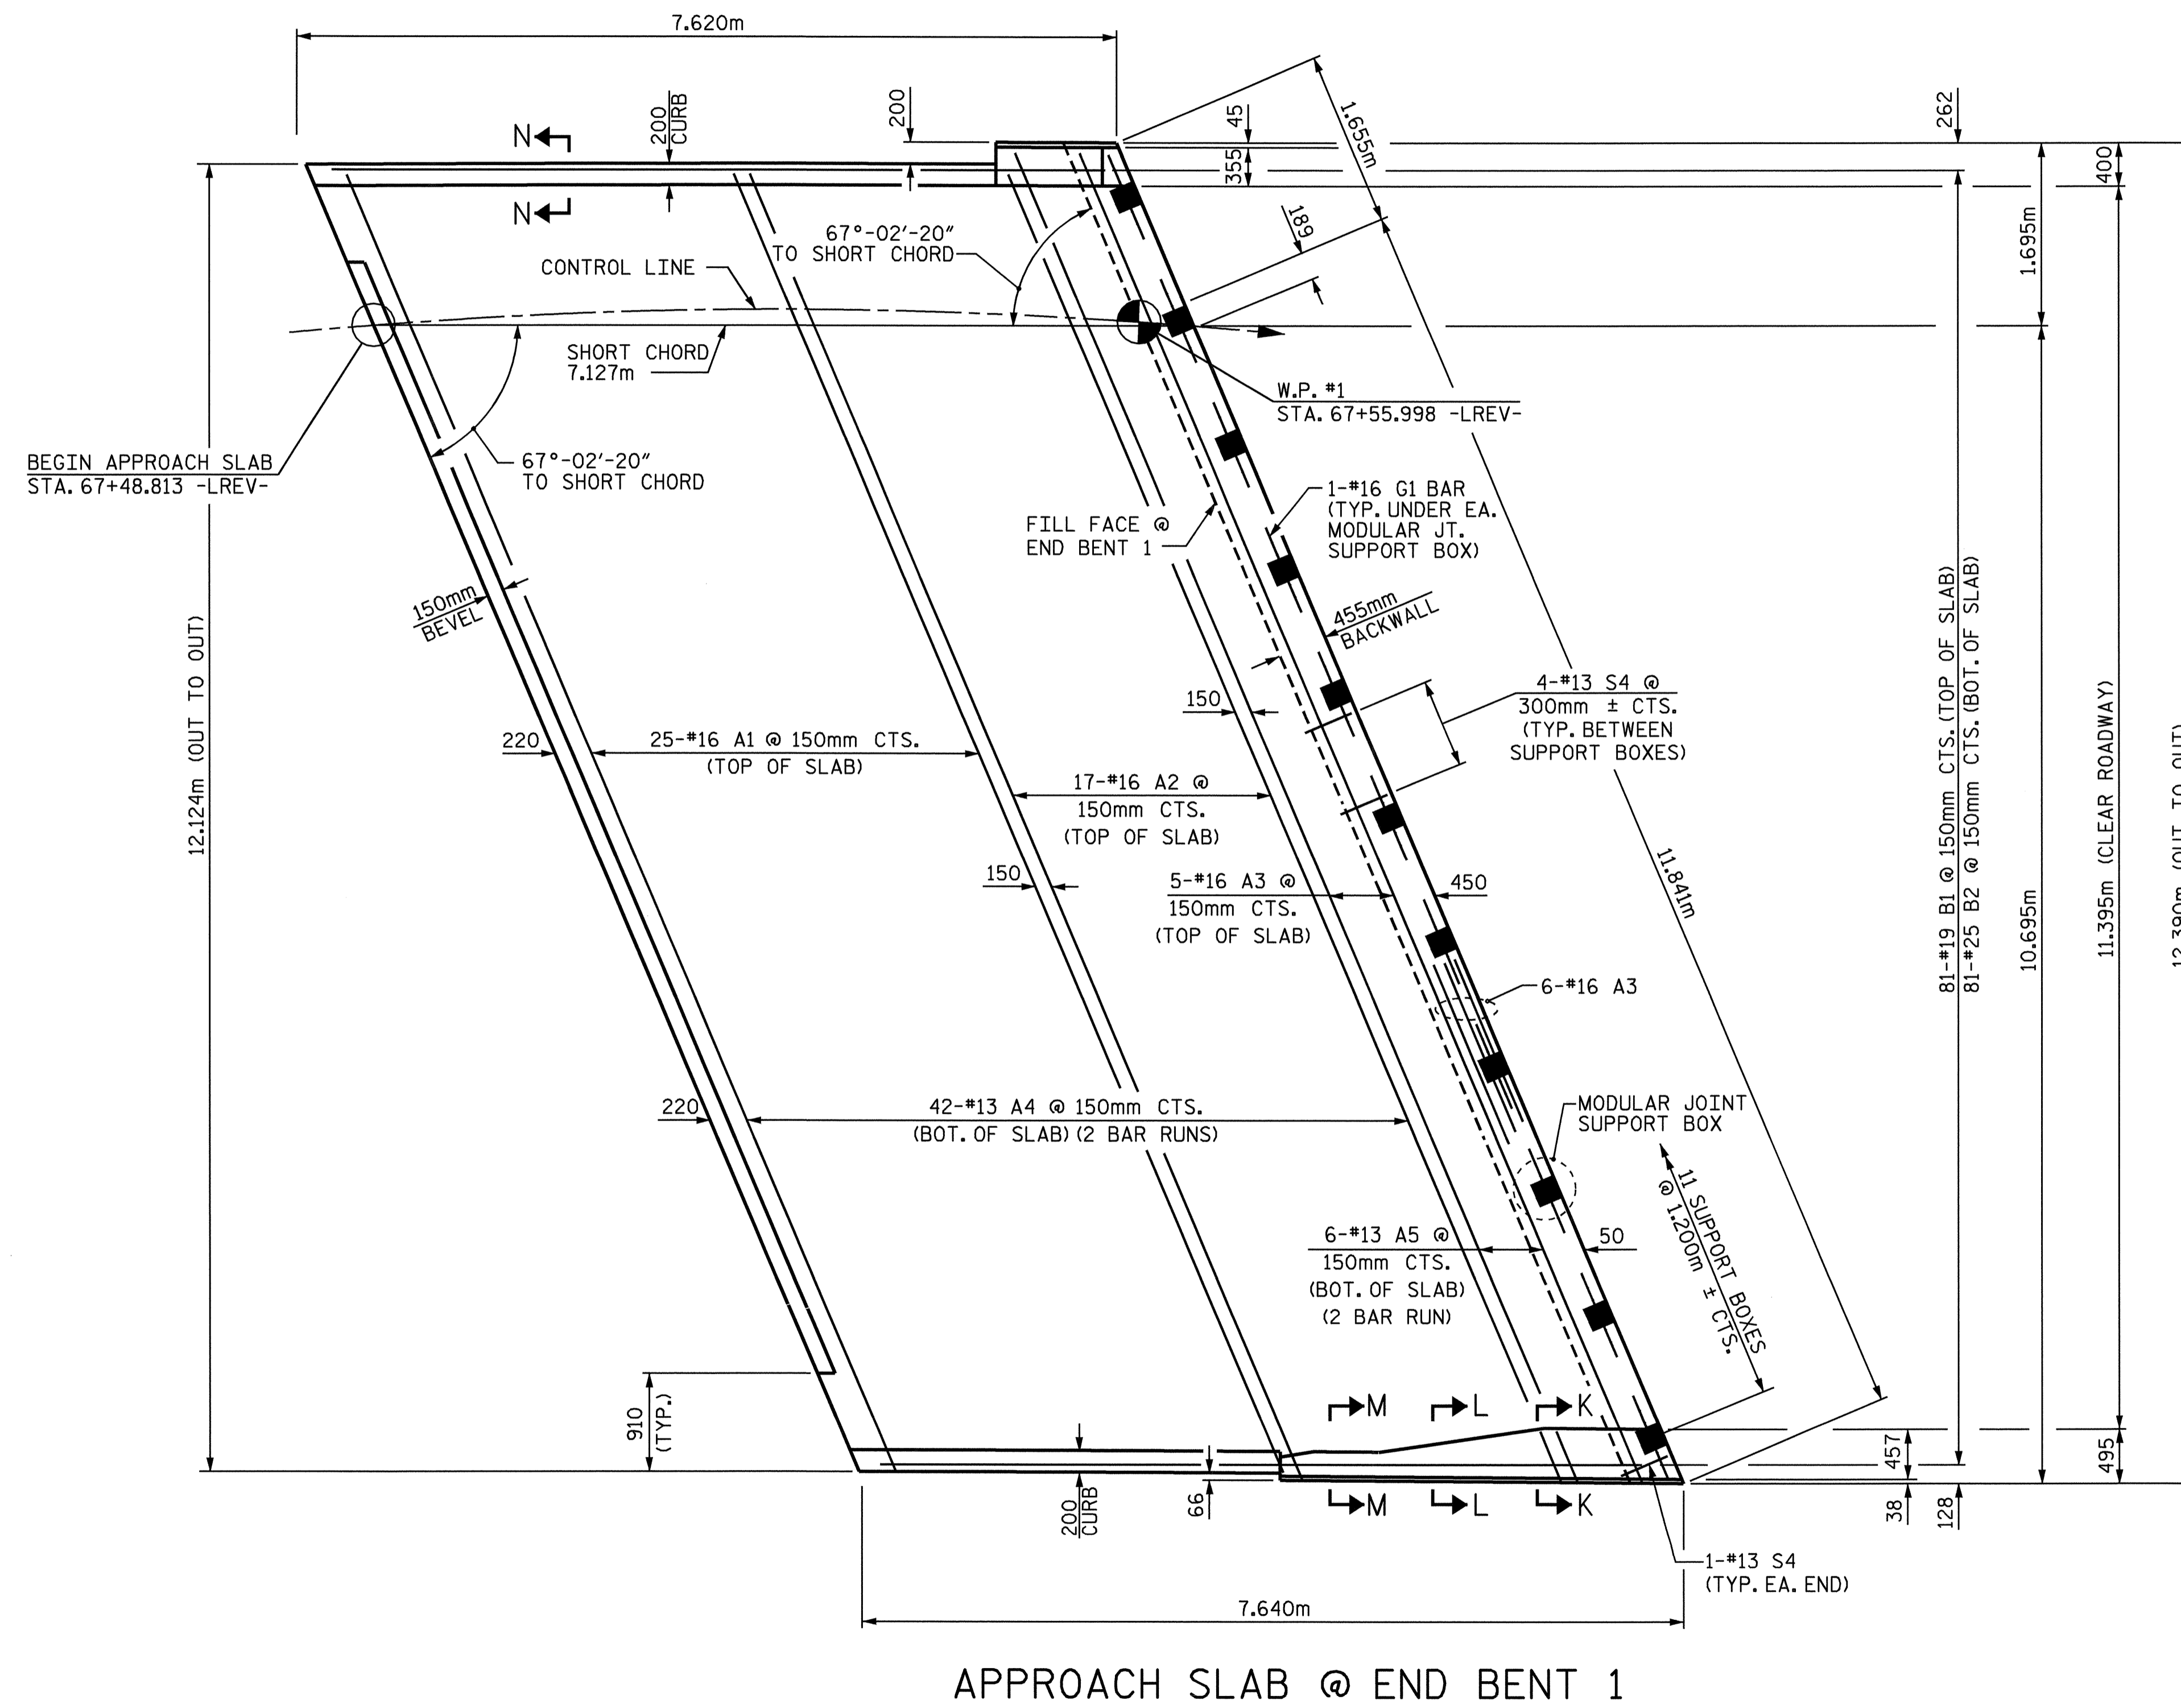 7.620m
N
N
200
CURB
200
45
355
1.655m
189
262
400
1.695m
67°-02'-20"
TO SHORT CHORD
CONTROL LINE
SHORT CHORD
7.127m
W.P. #1
STA. 67+55.998 -LREV-
BEGIN APPROACH SLAB
STA. 67+48.813 -LREV-
67°-02'-20"
TO SHORT CHORD
1-#16 G1 BAR
(TYP. UNDER EA.
MODULAR JT.
SUPPORT BOX)
FILL FACE @
END BENT 1
150mm
BEVEL
455mm
BACKWALL
12.124m (OUT TO OUT)
4-#13 S4 @
300mm ± CTS.
(TYP. BETWEEN
SUPPORT BOXES)
150
220
25-#16 A1 @ 150mm CTS.
(TOP OF SLAB)
17-#16 A2 @
150mm CTS.
(TOP OF SLAB)
150
5-#16 A3 @
150mm CTS.
(TOP OF SLAB)
450
11.841m
81-#19 B1 @ 150mm CTS. (TOP OF SLAB)
81-#25 B2 @ 150mm CTS. (BOT. OF SLAB)
10.695m
11.395m (CLEAR ROADWAY)
12.390m (OUT TO OUT)
6-#16 A3
220
42-#13 A4 @ 150mm CTS.
(BOT. OF SLAB) (2 BAR RUNS)
MODULAR JOINT
SUPPORT BOX
11 SUPPORT BOXES
@ 1.200m ± CTS.
6-#13 A5 @
150mm CTS.
(BOT. OF SLAB)
(2 BAR RUN)
50
910
(TYP.)
M
L
K
457
495
200
CURB
66
M
L
K
38
128
1-#13 S4
(TYP. EA. END)
7.640m
APPROACH SLAB @ END BENT 1